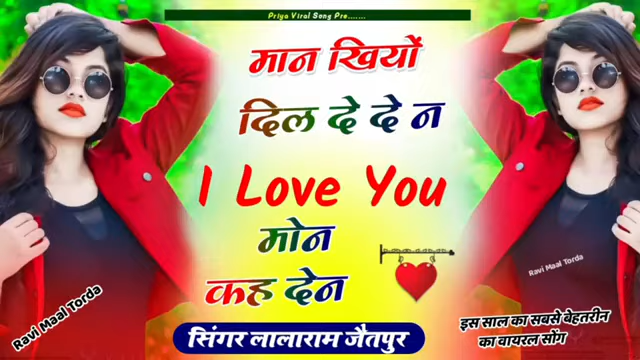 Priya Viral Song Pre.......
मान खियों
दिल दे दे न
I Love You
मोन
कह देन
सिंगर लालाराम जैतपुर
Ravi Maal Torda
Ravi Maal Torda
इस साल का सबसे बेहतरीन
का वायरल सोंग